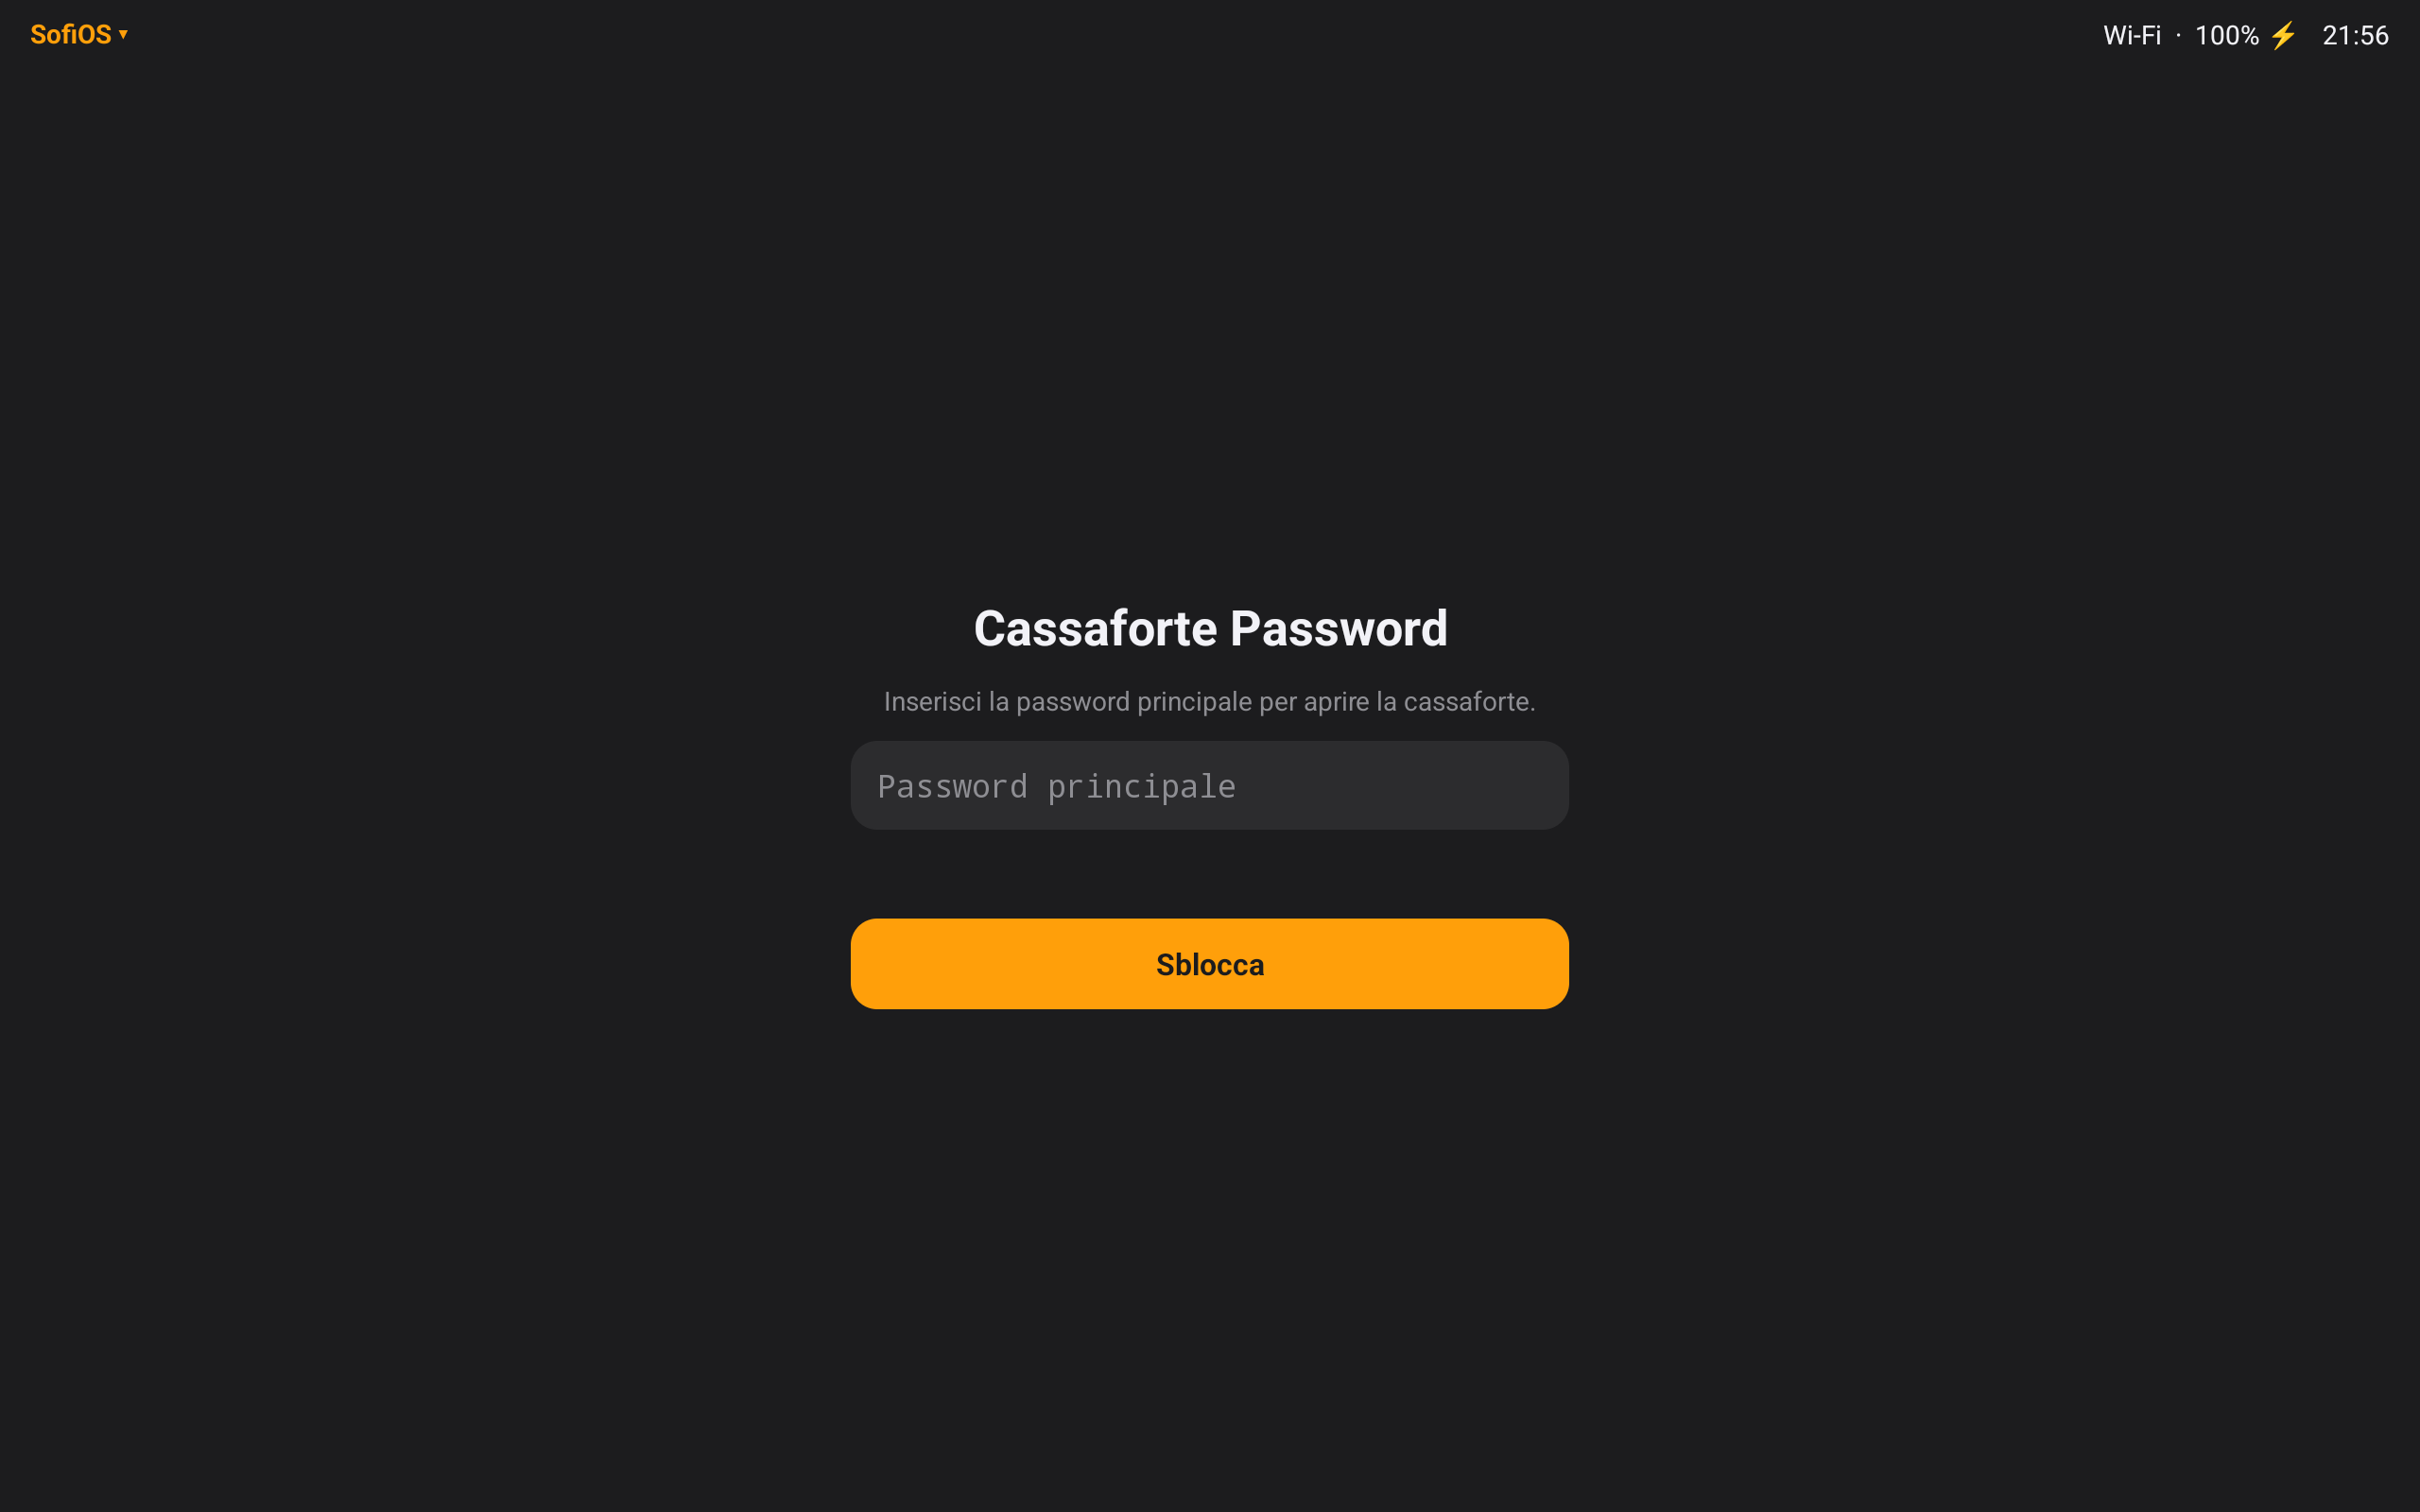 SofiOS ▾
Wi-Fi · 100% ⚡ 21:56
Cassaforte Password
Inserisci la password principale per aprire la cassaforte.
Password principale
Sblocca